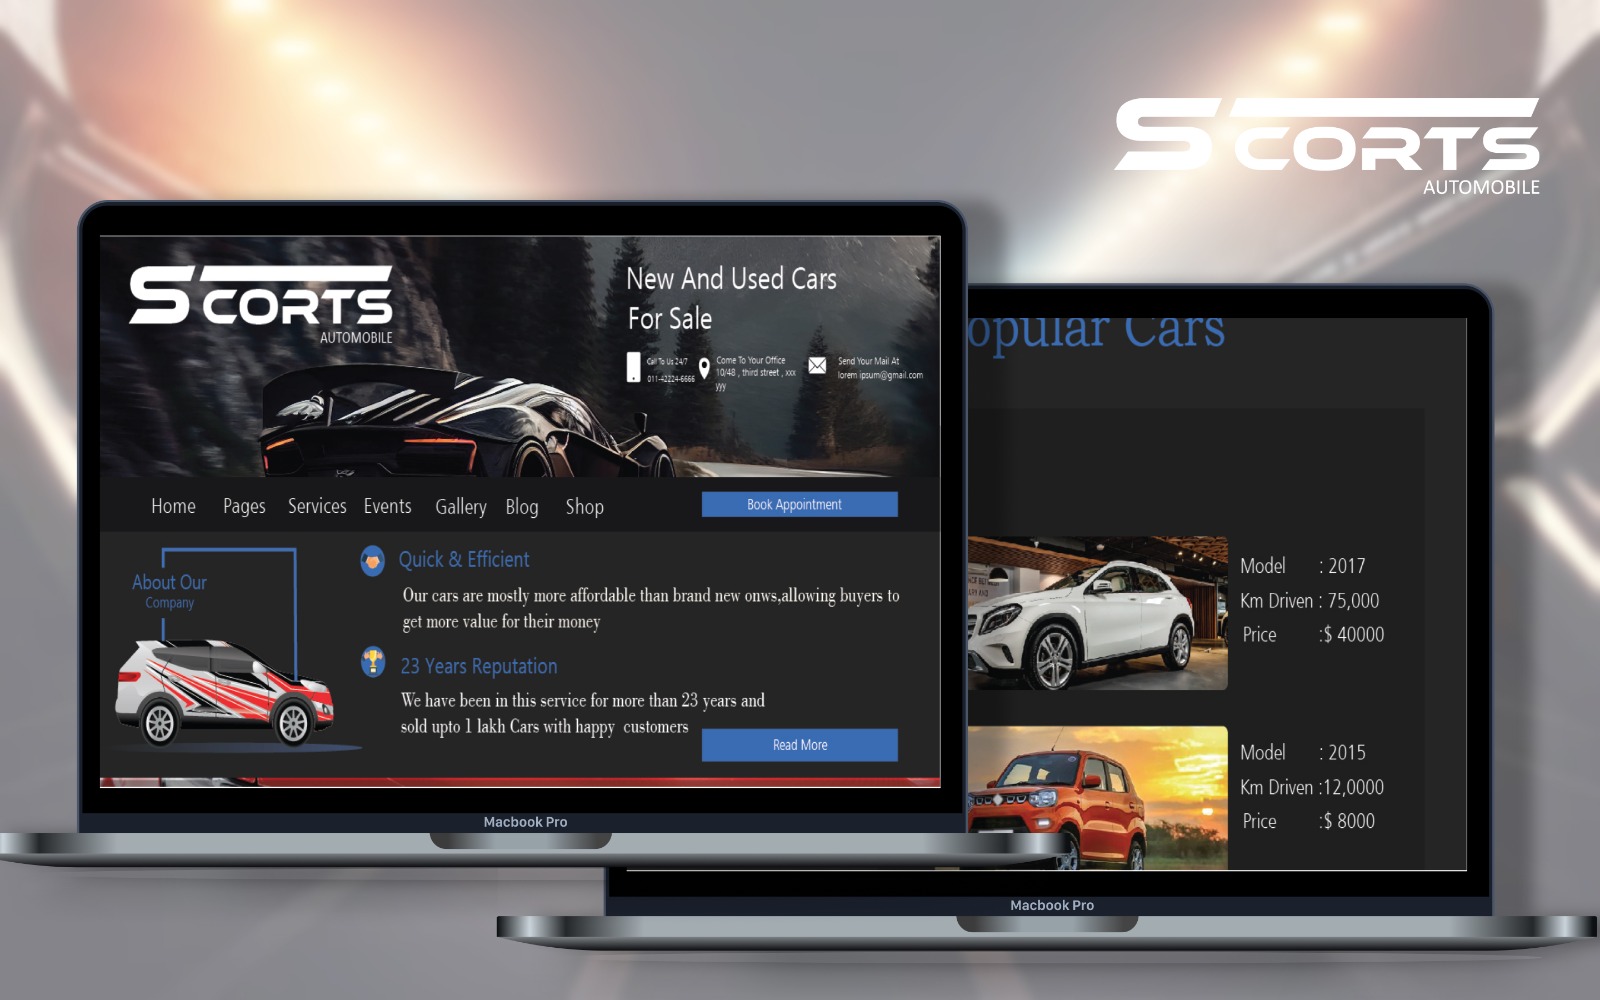 SCORTS
AUTOMOBILE
SCORTS
AUTOMOBILE
New And Used Cars
For Sale
Call To Us 24/7
011-42224-6666
Come To Your Office
10/48 , third street , xxx
yyy
Send Your Mail At
lorem ipsum@gmail.com
Home Pages Services Events Gallery Blog Shop
Book Appointment
About Our
Company
Quick & Efficient
Our cars are mostly more affordable than brand new onws,allowing buyers to
get more value for their money
23 Years Reputation
We have been in this service for more than 23 years and
sold upto 1 lakh Cars with happy customers
Read More
Macbook Pro
opular Cars
Model : 2017
Km Driven : 75,000
Price :$ 40000
Model : 2015
Km Driven :12,0000
Price :$ 8000
Macbook Pro